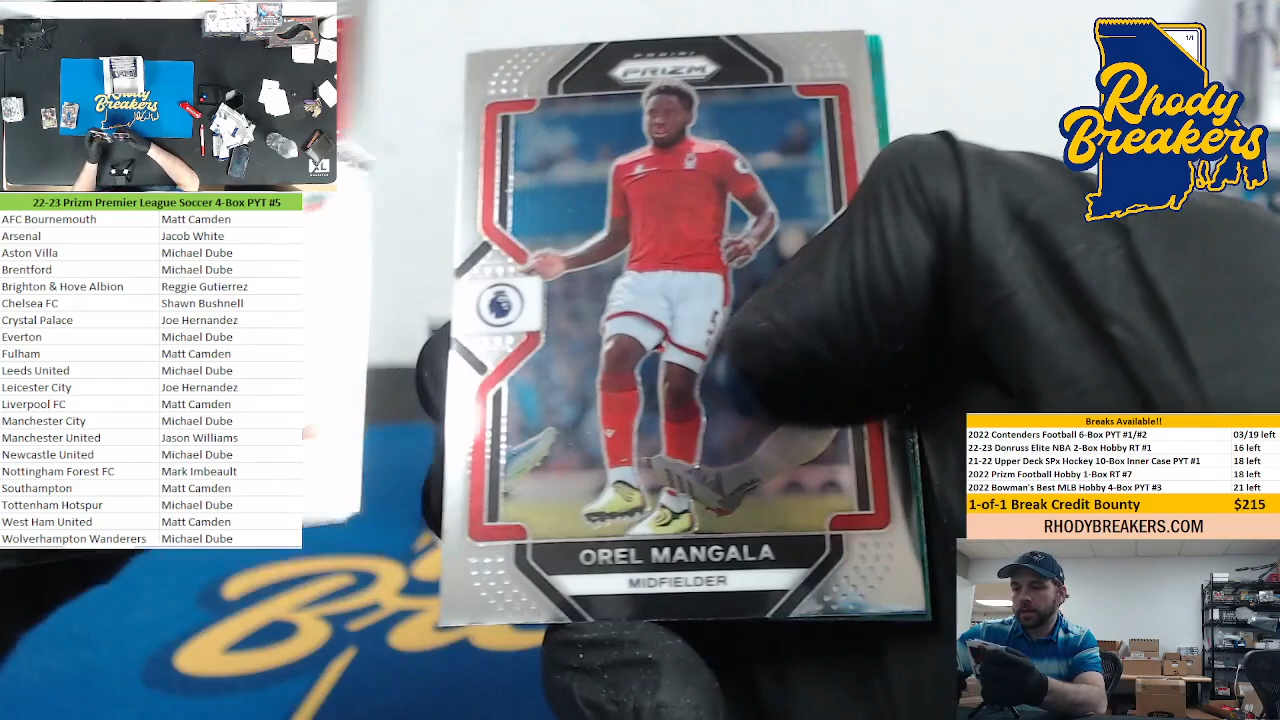 Rhody
Breakers
XL
22-23 Prizm Premier League Soccer 4-Box PYT #5
AFC Bournemouth Matt Camden
Arsenal Jacob White
Aston Villa Michael Dube
Brentford Michael Dube
Brighton & Hove Albion Reggie Gutierrez
Chelsea FC Shawn Bushnell
Crystal Palace Joe Hernandez
Everton Michael Dube
Fulham Matt Camden
Leeds United Michael Dube
Leicester City Joe Hernandez
Liverpool FC Matt Camden
Manchester City Michael Dube
Manchester United Jason Williams
Newcastle United Michael Dube
Nottingham Forest FC Mark Imbeault
Southampton Matt Camden
Tottenham Hotspur Michael Dube
West Ham United Matt Camden
Wolverhampton Wanderers Michael Dube
PANINI
PRIZM
5
OREL MANGALA
MIDFIELDER
1/1
Rhody
Breakers
Breaks Available!!
2022 Contenders Football 6-Box PYT #1/#2 03/19 left
22-23 Donruss Elite NBA 2-Box Hobby RT #1 16 left
21-22 Upper Deck SPx Hockey 10-Box Inner Case PYT #1 18 left
2022 Prizm Football Hobby 1-Box RT #7 18 left
2022 Bowman's Best MLB Hobby 4-Box PYT #3 21 left
1-of-1 Break Credit Bounty $215
RHODYBREAKERS.COM